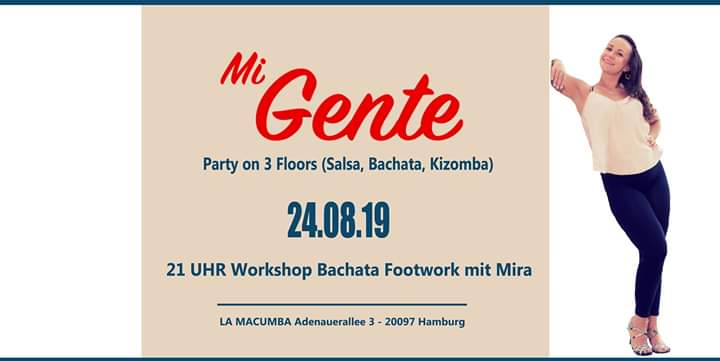 Mi
Gente
Party on 3 Floors (Salsa, Bachata, Kizomba)
24.08.19
21 UHR Workshop Bachata Footwork mit Mira
LA MACUMBA Adenauerallee 3 - 20097 Hamburg